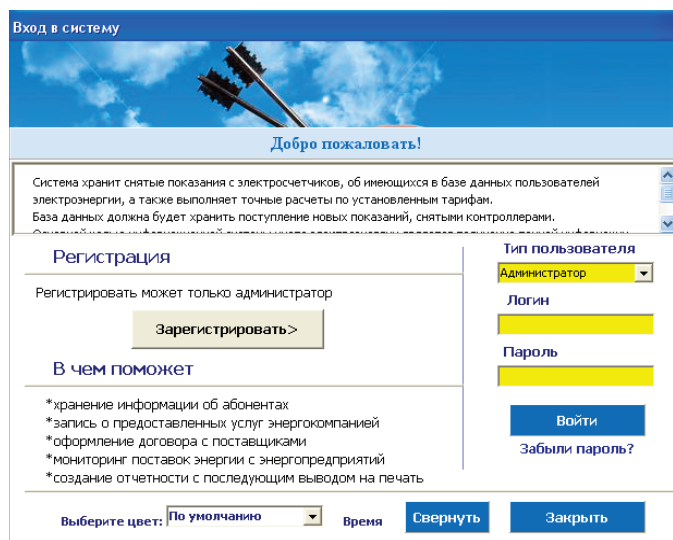 Вход в систему
Добро пожаловать!
Система хранит снятые показания с электросчетчиков, об имеющихся в базе данных пользователей
электроэнергии, а также выполняет точные расчеты по установленным тарифам.
База данных должна будет хранить поступление новых показаний, снятыми контроллерами.
Регистрация
Регистрировать может только администратор
Зарегистрировать>
В чем поможет
*хранение информации об абонентах
*запись о предоставленных услуг энергокомпанией
*оформление договора с поставщиками
*мониторинг поставок энергии с энергопредприятий
*создание отчетности с последующим выводом на печать
Тип пользователя
Администратор
Логин
Пароль
Войти
Забыли пароль?
Выберите цвет: По умолчанию Время Свернуть Закрыть